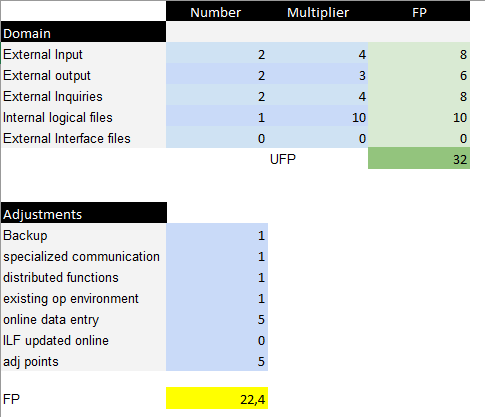 Number Multiplier FP
Domain
External Input 2 4 8
External output 2 3 6
External Inquiries 2 4 8
Internal logical files 1 10 10
External Interface files 0 0 0
UFP 32
Adjustments
Backup 1
specialized communication 1
distributed functions 1
existing op environment 1
online data entry 5
ILF updated online 0
adj points 5
FP 22,4